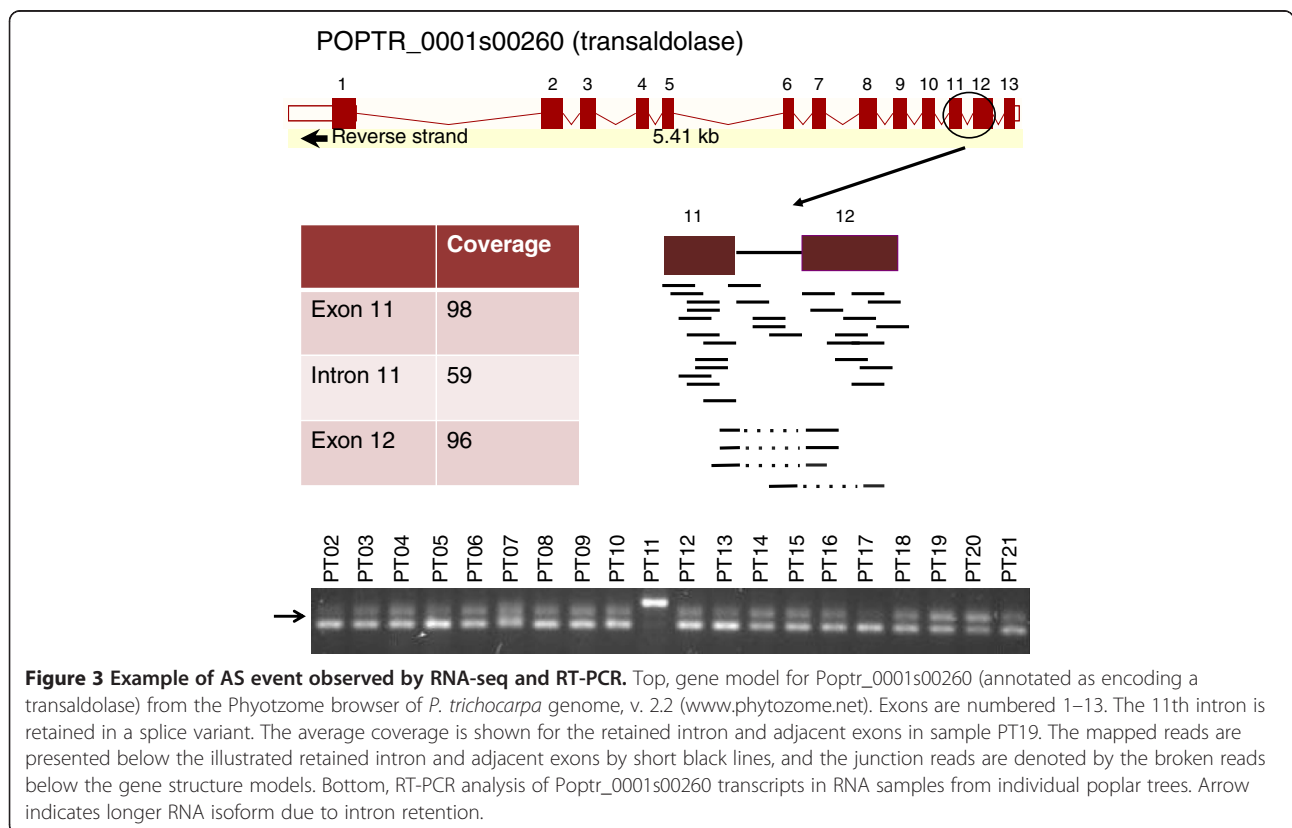 POPTR_0001s00260 (transaldolase)
1 2 3 4 5 6 7 8 9 10 11 12 13
Reverse strand 5.41 kb
11 12
Coverage
Exon 11 98
Intron 11 59
Exon 12 96
PT02 PT03 PT04 PT05 PT06 PT07 PT08 PT09 PT10 PT11 PT12 PT13 PT14 PT15 PT16 PT17 PT18 PT19 PT20 PT21
Figure 3 Example of AS event observed by RNA-seq and RT-PCR. Top, gene model for Poptr_0001s00260 (annotated as encoding a
transaldolase) from the Phyotzome browser of P. trichocarpa genome, v. 2.2 (www.phytozome.net). Exons are numbered 1–13. The 11th intron is
retained in a splice variant. The average coverage is shown for the retained intron and adjacent exons in sample PT19. The mapped reads are
presented below the illustrated retained intron and adjacent exons by short black lines, and the junction reads are denoted by the broken reads
below the gene structure models. Bottom, RT-PCR analysis of Poptr_0001s00260 transcripts in RNA samples from individual poplar trees. Arrow
indicates longer RNA isoform due to intron retention.